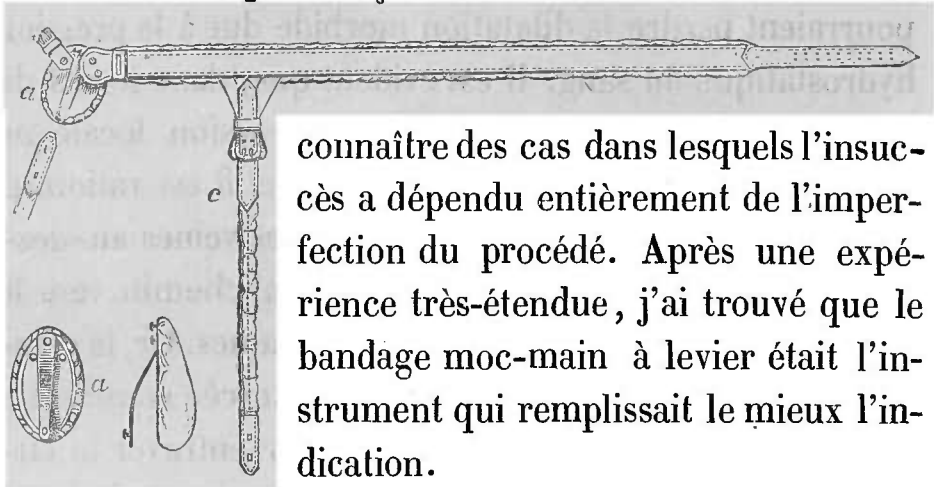 a
c
a
connaître des cas dans lesquels l'insuc-
cès a dépendu entièrement de l'imper-
fection du procédé. Après une expé-
rience très-étendue, j'ai trouvé que le
bandage moc-main à levier était l'in-
strument qui remplissait le mieux l'in-
dication.